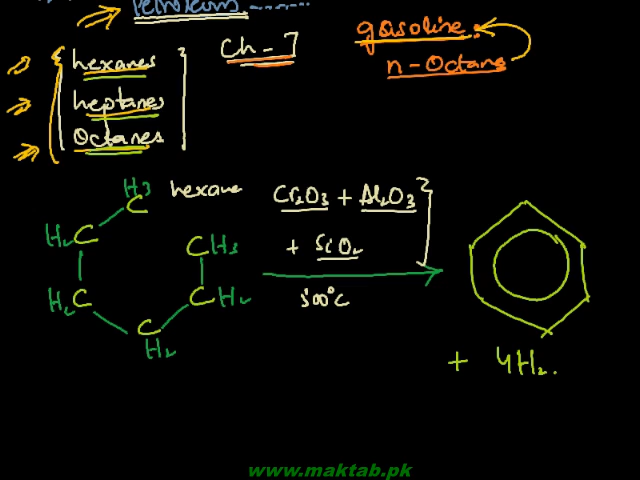 Petroleum
gasoline.
n-Octane
Ch-7
hexanes
heptanes
Octanes
H3
C
hexane
H2C
CH3
H2C
CH2
C
H2
Cr2O3 + Al2O3
+ SiO2
500°C
+ 4H2.
www.maktab.pk